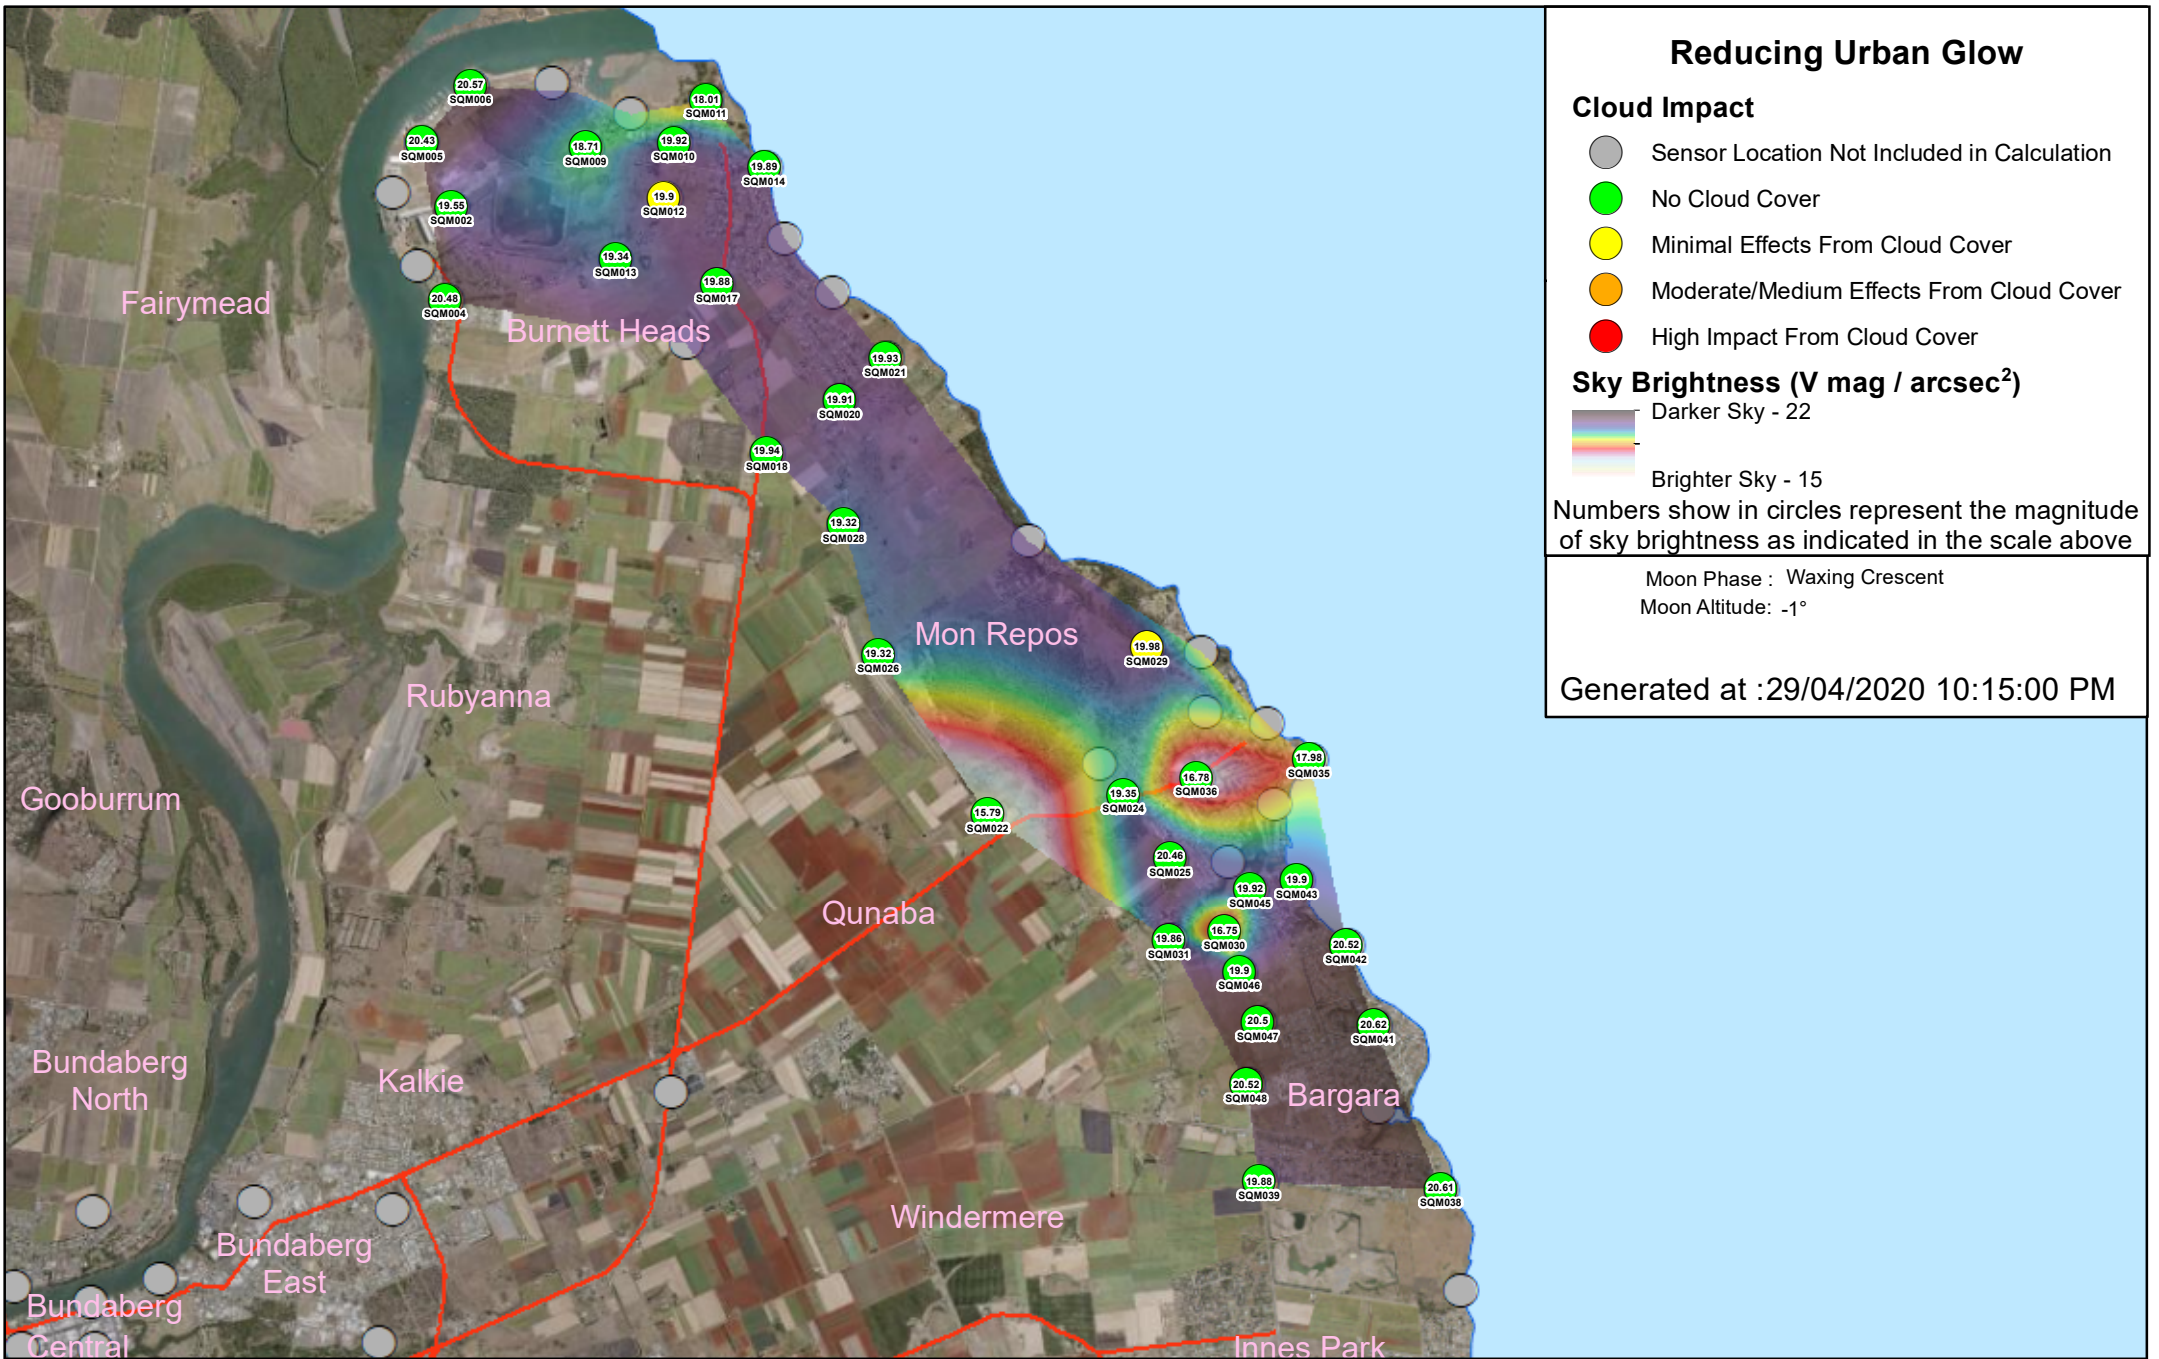 20.57
SQM006
18.01
SQM011
20.43
SQM005
18.71
SQM009
19.92
SQM010
19.89
SQM014
19.55
SQM002
19.9
SQM012
19.34
SQM013
19.88
SQM017
20.48
SQM004
Fairymead
Burnett Heads
19.93
SQM021
19.91
SQM020
19.94
SQM018
19.32
SQM028
Mon Repos
19.98
SQM029
19.32
SQM026
Rubyanna
Gooburrum
17.98
SQM035
16.78
SQM036
19.35
SQM024
15.79
SQM022
20.46
SQM025
19.92
SQM045
19.9
SQM043
Qunaba
19.86
SQM031
16.75
SQM030
20.52
SQM042
19.9
SQM046
20.5
SQM047
20.62
SQM041
Bundaberg
North
Kalkie
20.52
SQM048
Bargara
19.88
SQM039
20.61
SQM038
Windermere
Bundaberg
East
Bundaberg
Central
Innes Park
Reducing Urban Glow
Cloud Impact
Sensor Location Not Included in Calculation
No Cloud Cover
Minimal Effects From Cloud Cover
Moderate/Medium Effects From Cloud Cover
High Impact From Cloud Cover
Sky Brightness (V mag / arcsec²)
Darker Sky - 22
Brighter Sky - 15
Numbers show in circles represent the magnitude
of sky brightness as indicated in the scale above
Moon Phase : Waxing Crescent
Moon Altitude: -1°
Generated at :29/04/2020 10:15:00 PM